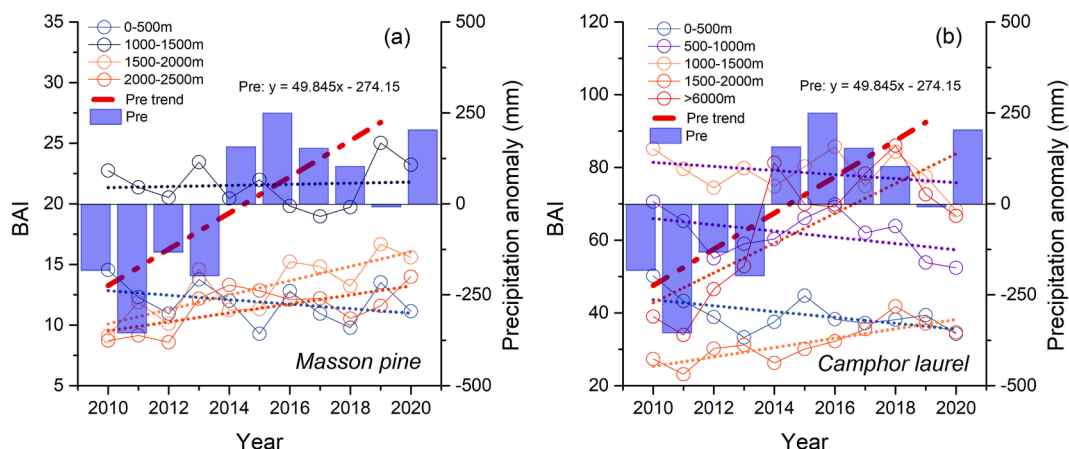 35
30
25
20
15
10
5
BAI
0-500m
1000-1500m
1500-2000m
2000-2500m
Pre trend
Pre
(a)
Pre: y = 49.845x - 274.15
Masson pine
500
250
0
-250
-500
Precipitation anomaly (mm)
2010 2012 2014 2016 2018 2020
Year
120
100
80
60
40
20
BAI
0-500m
500-1000m
1000-1500m
1500-2000m
>6000m
Pre trend
Pre
(b)
Pre: y = 49.845x - 274.15
Camphor laurel
500
250
0
-250
-500
Precipitation anomaly (mm)
2010 2012 2014 2016 2018 2020
Year